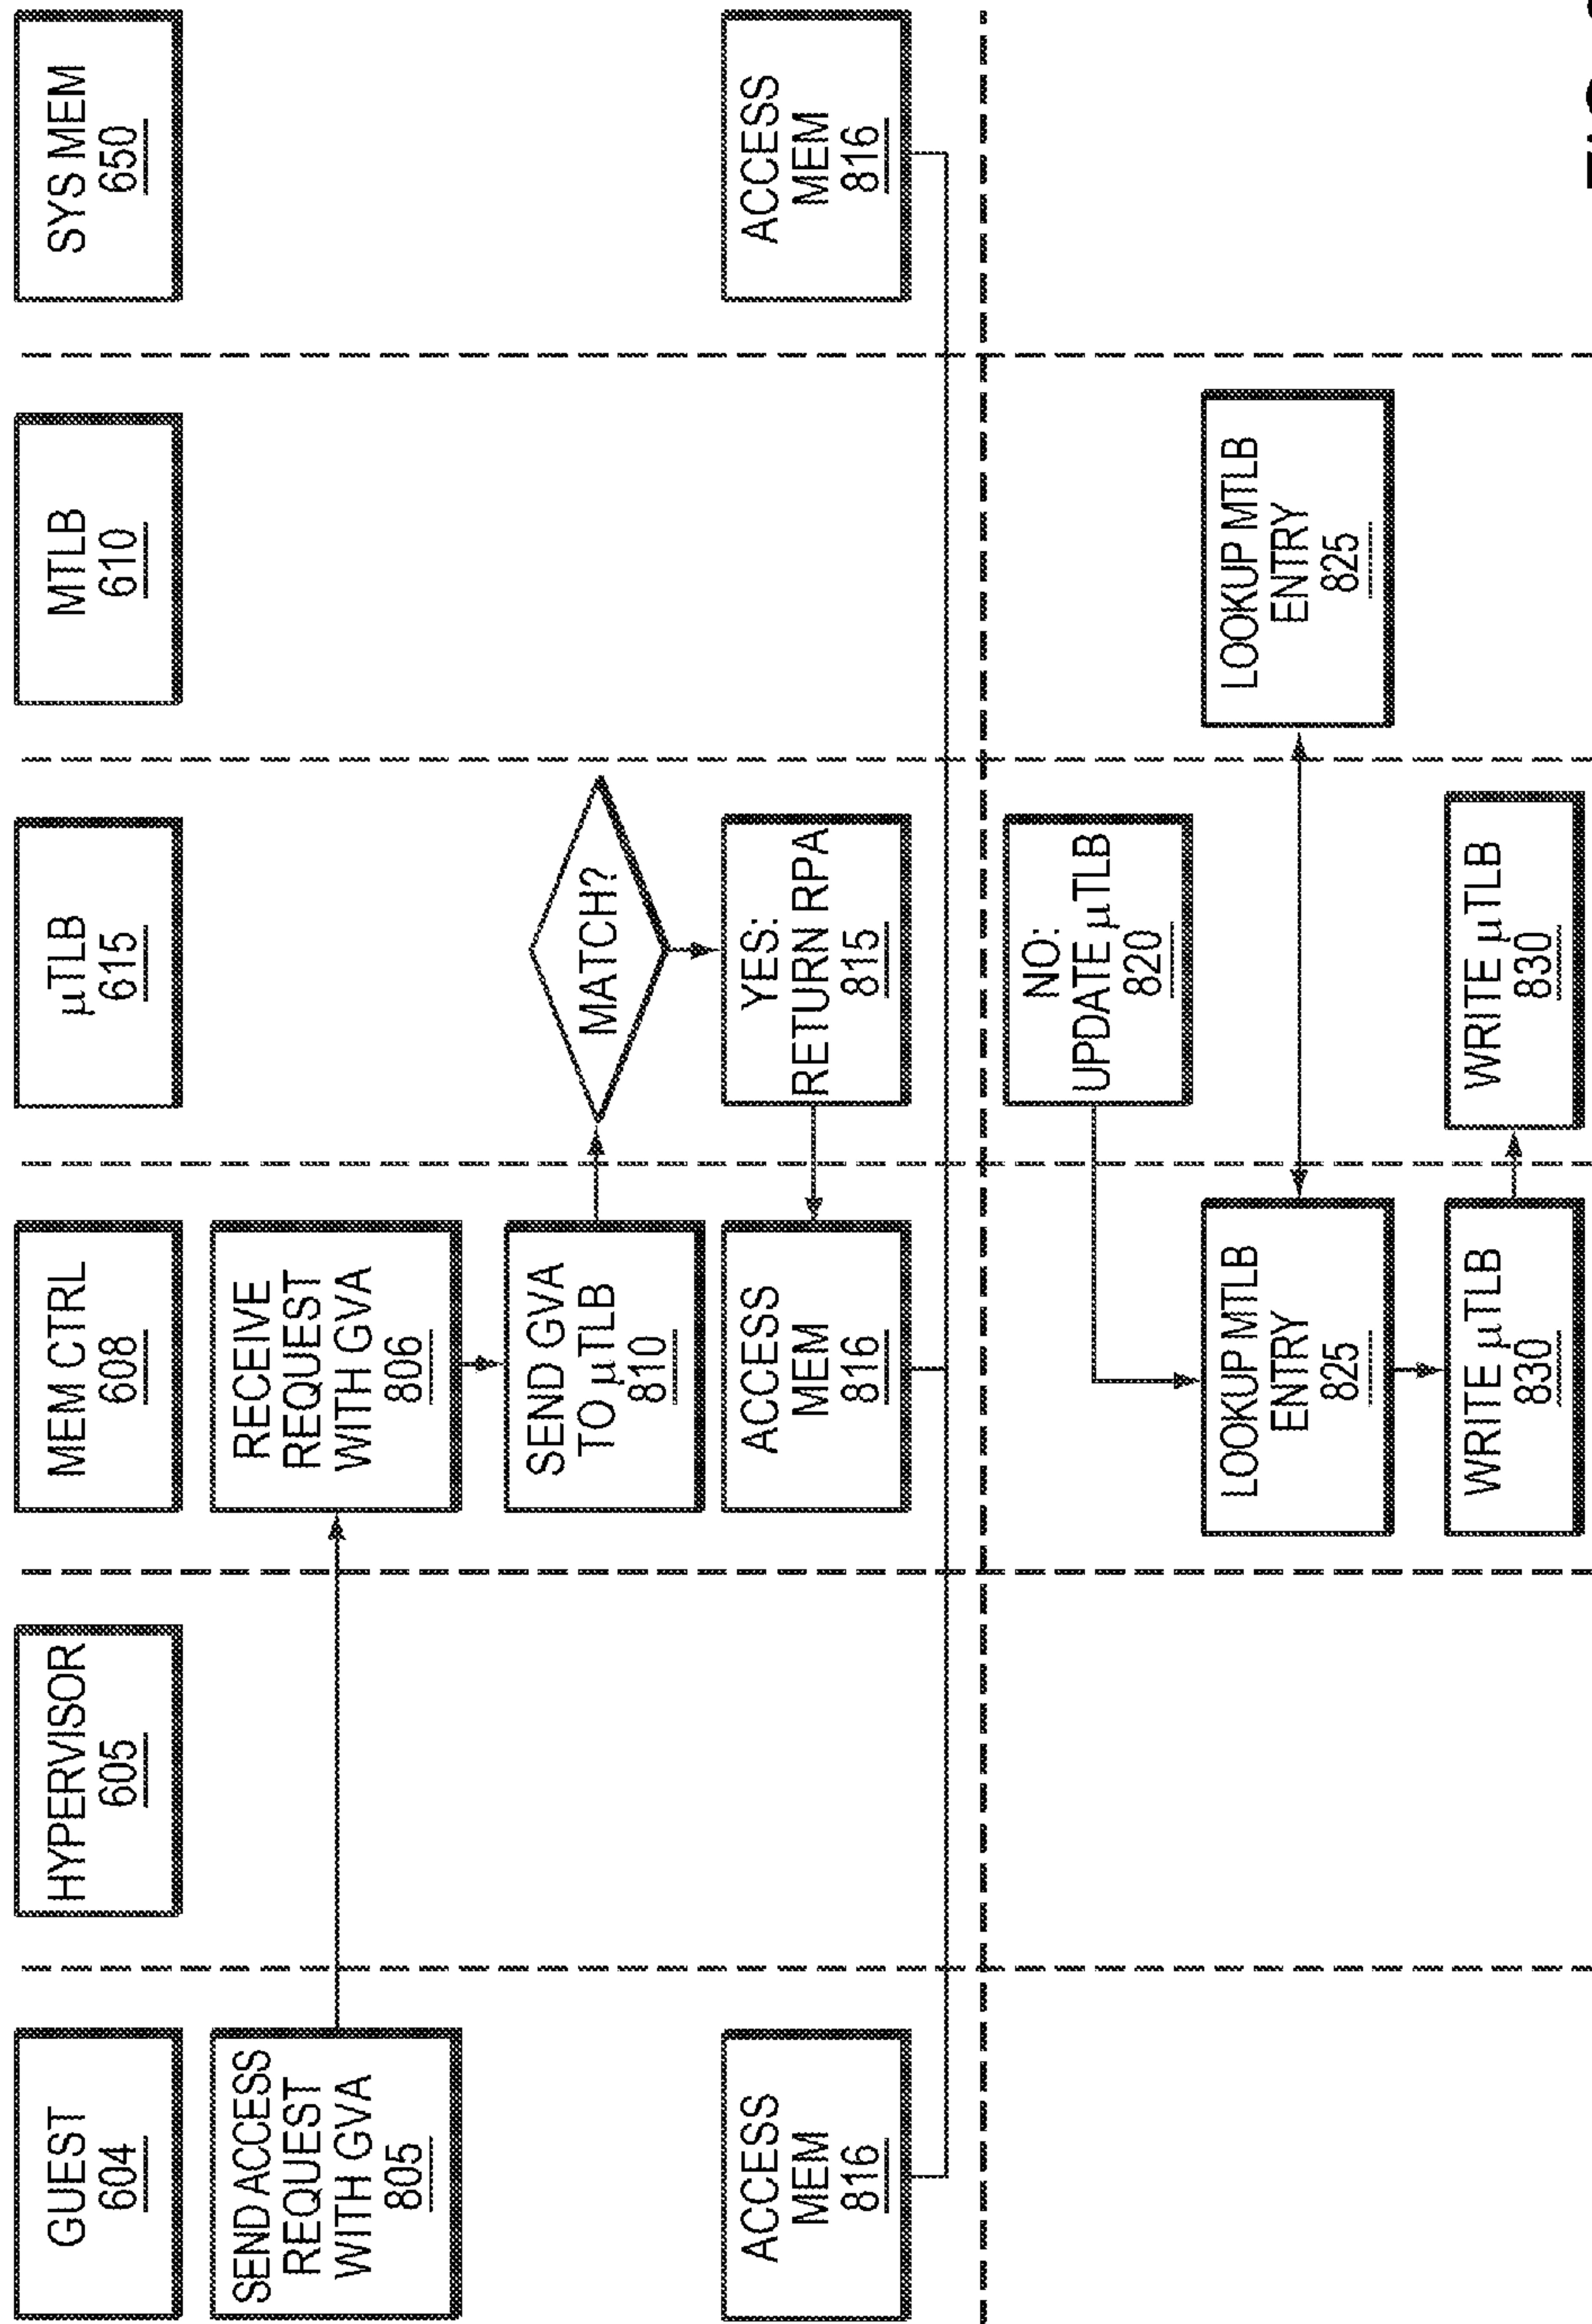 GUEST
604
HYPERVISOR
605
MEM CTRL
608
µTLB
615
MTLB
610
SYS MEM
650
SEND ACCESS
REQUEST
WITH GVA
805
RECEIVE
REQUEST
WITH GVA
806
SEND GVA
TO µTLB
810
MATCH?
ACCESS
MEM
816
ACCESS
MEM
816
YES:
RETURN RPA
815
ACCESS
MEM
816
NO:
UPDATE µTLB
820
LOOKUP MTLB
ENTRY
825
LOOKUP MTLB
ENTRY
825
WRITE µTLB
830
WRITE µTLB
830